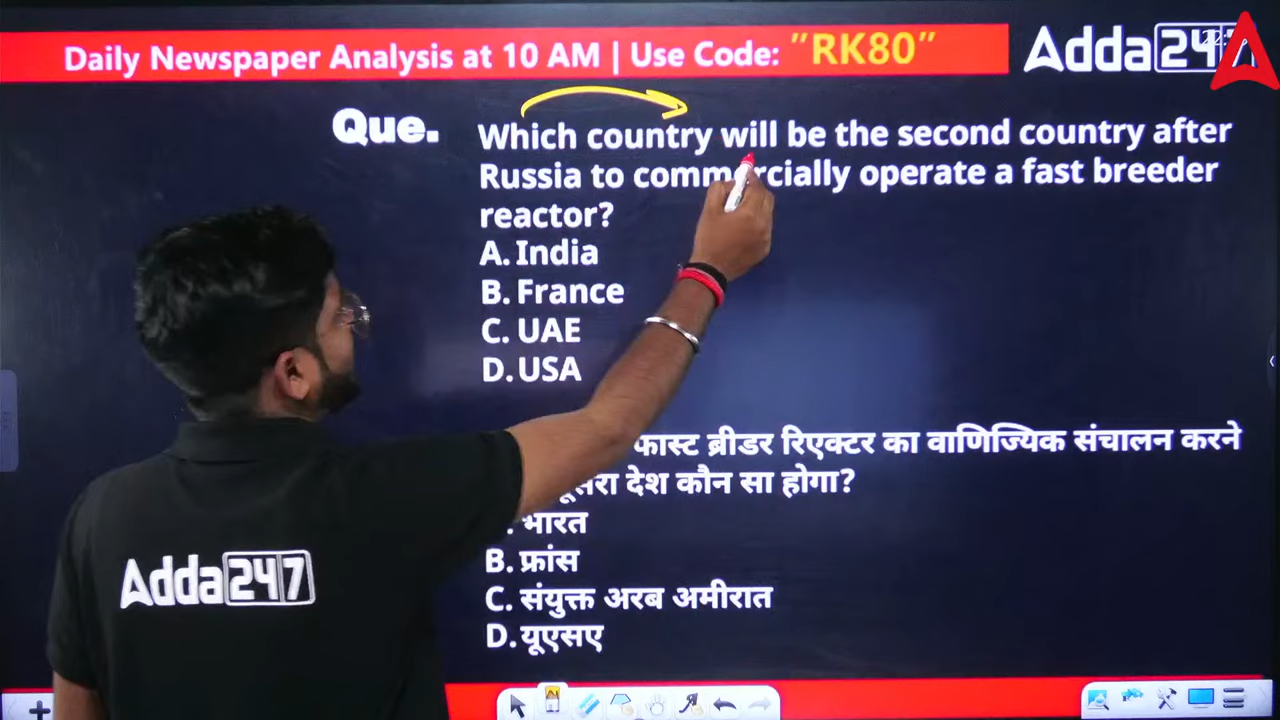 Daily Newspaper Analysis at 10 AM | Use Code: "RK80"
Adda247
Que. Which country will be the second country after
Russia to commercially operate a fast breeder
reactor?
A. India
B. France
C. UAE
D. USA
फास्ट ब्रीडर रिएक्टर का वाणिज्यिक संचालन करने
देश कौन सा होगा?
भारत
B. फ्रांस
C. संयुक्त अरब अमीरात
D. यूएसए
Adda247